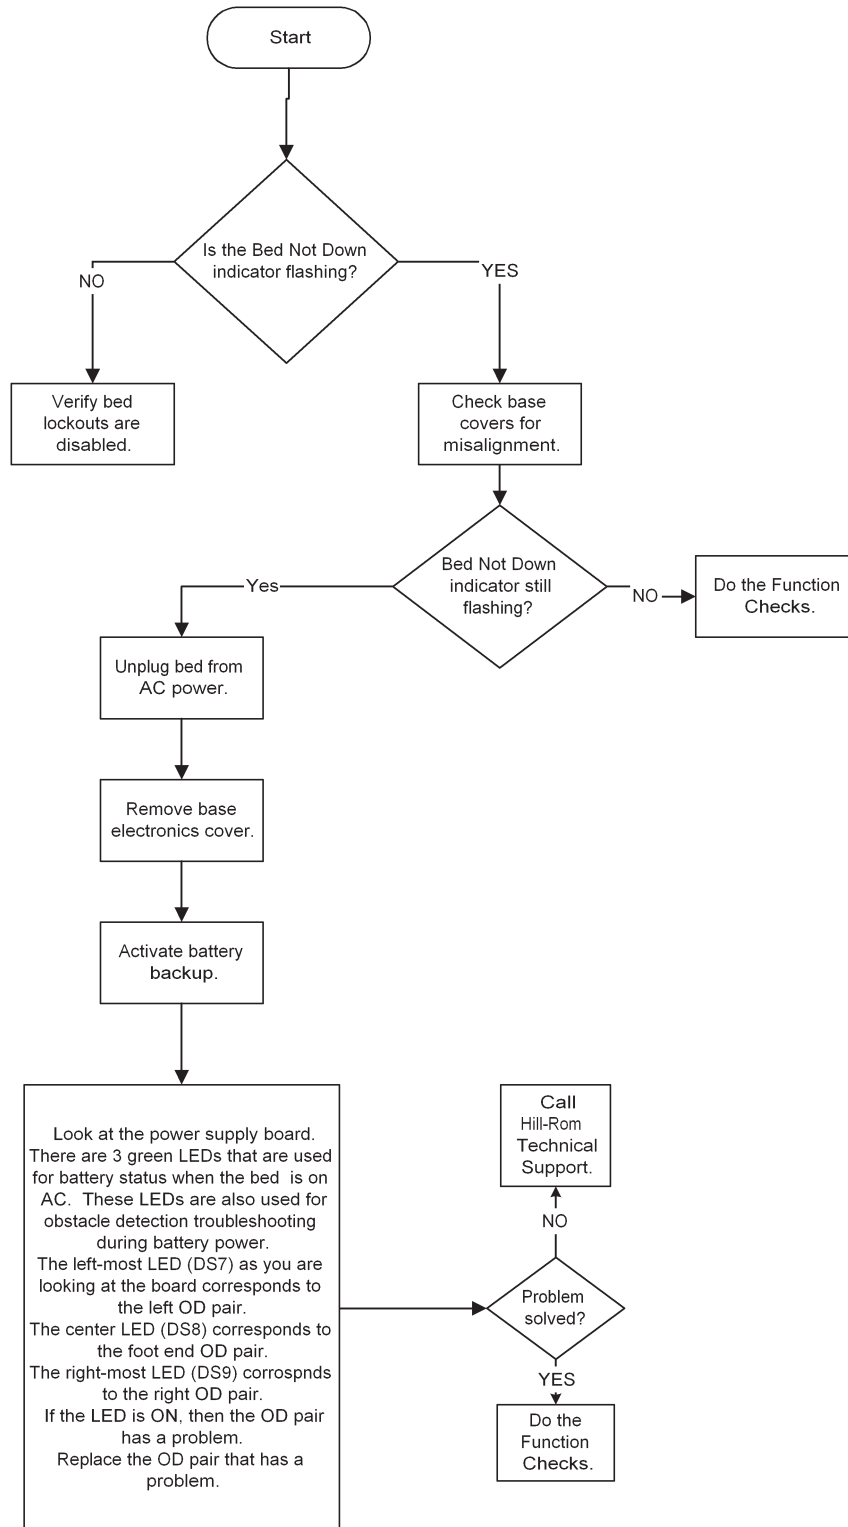 Start
Is the Bed Not Down
indicator flashing?
NO
YES
Verify bed
lockouts are
disabled.
Check base
covers for
misalignment.
Bed Not Down
indicator still
flashing?
Yes
NO
Do the Function
Checks.
Unplug bed from
AC power.
Remove base
electronics cover.
Activate battery
backup.
Look at the power supply board.
There are 3 green LEDs that are used
for battery status when the bed is on
AC. These LEDs are also used for
obstacle detection troubleshooting
during battery power.
The left-most LED (DS7) as you are
looking at the board corresponds to
the left OD pair.
The center LED (DS8) corresponds to
the foot end OD pair.
The right-most LED (DS9) corrospnds
to the right OD pair.
If the LED is ON, then the OD pair
has a problem.
Replace the OD pair that has a
problem.
Call
Hill-Rom
Technical
Support.
NO
Problem
solved?
YES
Do the
Function
Checks.